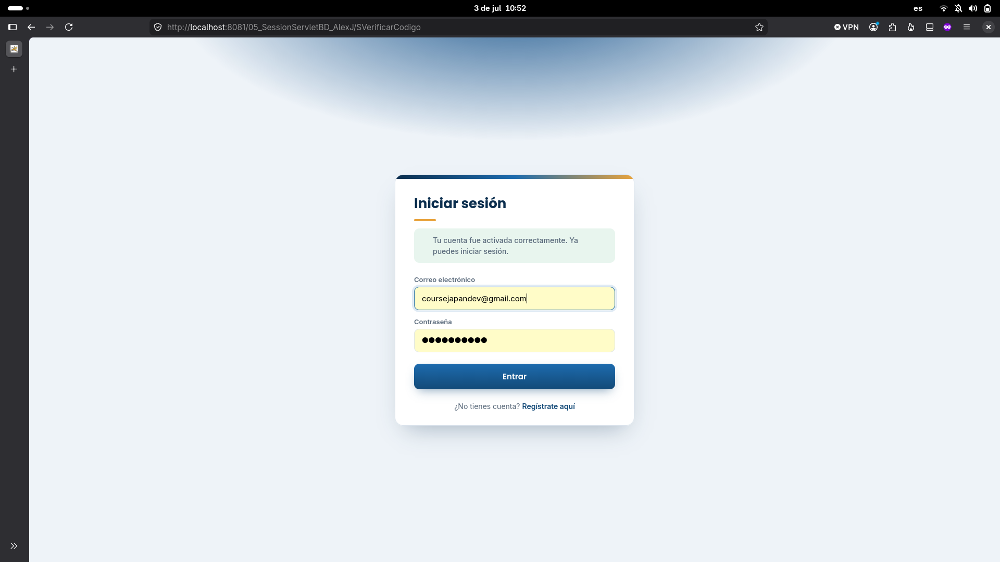 3 de jul 10:52
es
http://localhost:8081/05_SessionServletBD_AlexJ/SVerificarCodigo
VPN
Iniciar sesión
Tu cuenta fue activada correctamente. Ya
puedes iniciar sesión.
Correo electrónico
coursejapandev@gmail.com
Contraseña
●●●●●●●●●●
Entrar
¿No tienes cuenta? Regístrate aquí